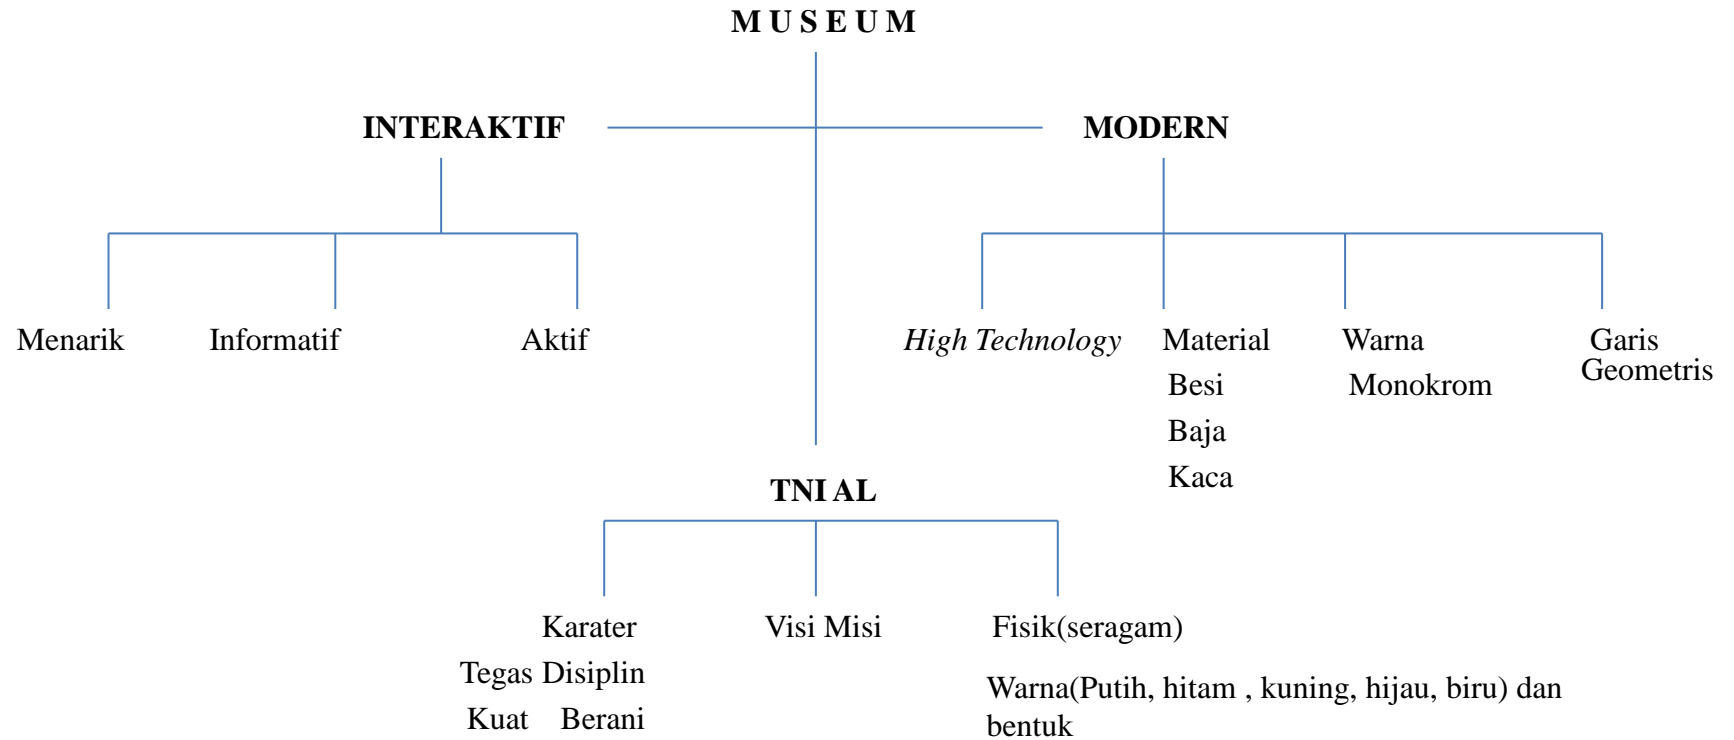 M U S E U M
INTERAKTIF
MODERN
Menarik
Informatif
Aktif
High Technology
Material
Besi
Baja
Kaca
Warna
Monokrom
Garis
Geometris
TNI AL
Karater
Tegas Disiplin
Kuat Berani
Visi Misi
Fisik(seragam)
Warna(Putih, hitam , kuning, hijau, biru) dan
bentuk